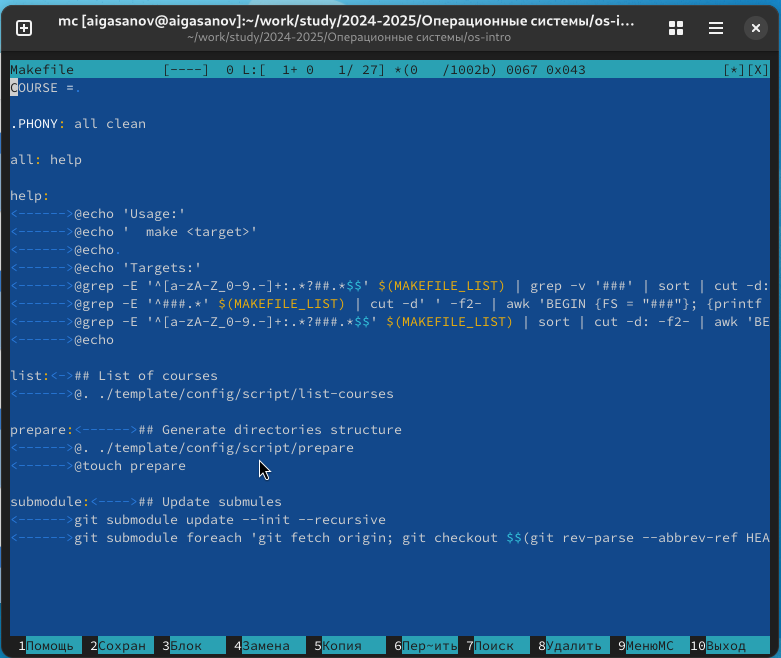 mc [aigasanov@aigasanov]:~/work/study/2024-2025/Операционные системы/os-i...
~/work/study/2024-2025/Операционные системы/os-intro
Makefile [----] 0 L:[ 1+ 0 1/ 27] *(0 /1002b) 0067 0x043 [*][X]
COURSE =.
.PHONY: all clean
all: help
help:
<------>@echo 'Usage:'
<------>@echo '  make <target>'
<------>@echo.
<------>@echo 'Targets:'
<------>@grep -E '^[a-zA-Z_0-9.-]+:.*?##.*$$' $(MAKEFILE_LIST) | grep -v '###' | sort | cut -d:
<------>@grep -E '^###.*' $(MAKEFILE_LIST) | cut -d' ' -f2- | awk 'BEGIN {FS = "###"}; {printf
<------>@grep -E '^[a-zA-Z_0-9.-]+:.*?###.*$$' $(MAKEFILE_LIST) | sort | cut -d: -f2- | awk 'BE
<------>@echo
list:<->## List of courses
<------>@. ./template/config/script/list-courses
prepare:<------>## Generate directories structure
<------>@. ./template/config/script/prepare
<------>@touch prepare
submodule:<---->## Update submules
<------>git submodule update --init --recursive
<------>git submodule foreach 'git fetch origin; git checkout $$(git rev-parse --abbrev-ref HEA
1Помощь 2Сохран 3Блок 4Замена 5Копия 6Пер~ить 7Поиск 8Удалить 9МенюMC 10Выход